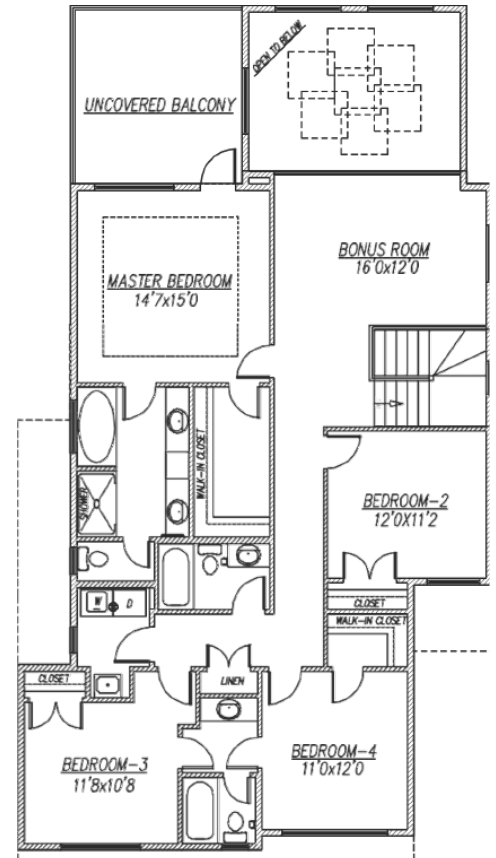 OPEN TO BELOW
UNCOVERED BALCONY
BONUS ROOM
16'0x12'0
MASTER BEDROOM
14'7x15'0
WALK-IN CLOSET
SHOWER
BEDROOM-2
12'0X11'2
W
D
CLOSET
WALK-IN CLOSET
CLOSET
LINEN
BEDROOM-3
11'8x10'8
BEDROOM-4
11'0x12'0